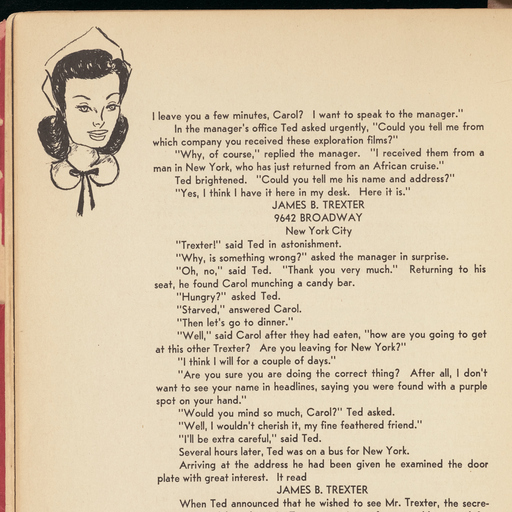 I leave you a few minutes, Carol? I want to speak to the manager."
In the manager's office Ted asked urgently, "Could you tell me from
which company you received these exploration films?"
"Why, of course," replied the manager. "I received them from a
man in New York, who has just returned from an African cruise."
Ted brightened. "Could you tell me his name and address?"
"Yes, I think I have it here in my desk. Here it is."
JAMES B. TREXTER
9642 BROADWAY
New York City
"Trexter!" said Ted in astonishment.
"Why, is something wrong?" asked the manager in surprise.
"Oh, no," said Ted. "Thank you very much." Returning to his
seat, he found Carol munching a candy bar.
"Hungry?" asked Ted.
"Starved," answered Carol.
"Then let's go to dinner."
"Well," said Carol after they had eaten, "how are you going to get
at this other Trexter? Are you leaving for New York?"
"I think I will for a couple of days."
"Are you sure you are doing the correct thing? After all, I don't
want to see your name in headlines, saying you were found with a purple
spot on your hand."
"Would you mind so much, Carol?" Ted asked.
"Well, I wouldn't cherish it, my fine feathered friend."
"I'll be extra careful," said Ted.
Several hours later, Ted was on a bus for New York.
Arriving at the address he had been given he examined the door
plate with great interest. It read
JAMES B. TREXTER
When Ted announced that he wished to see Mr. Trexter, the secre-